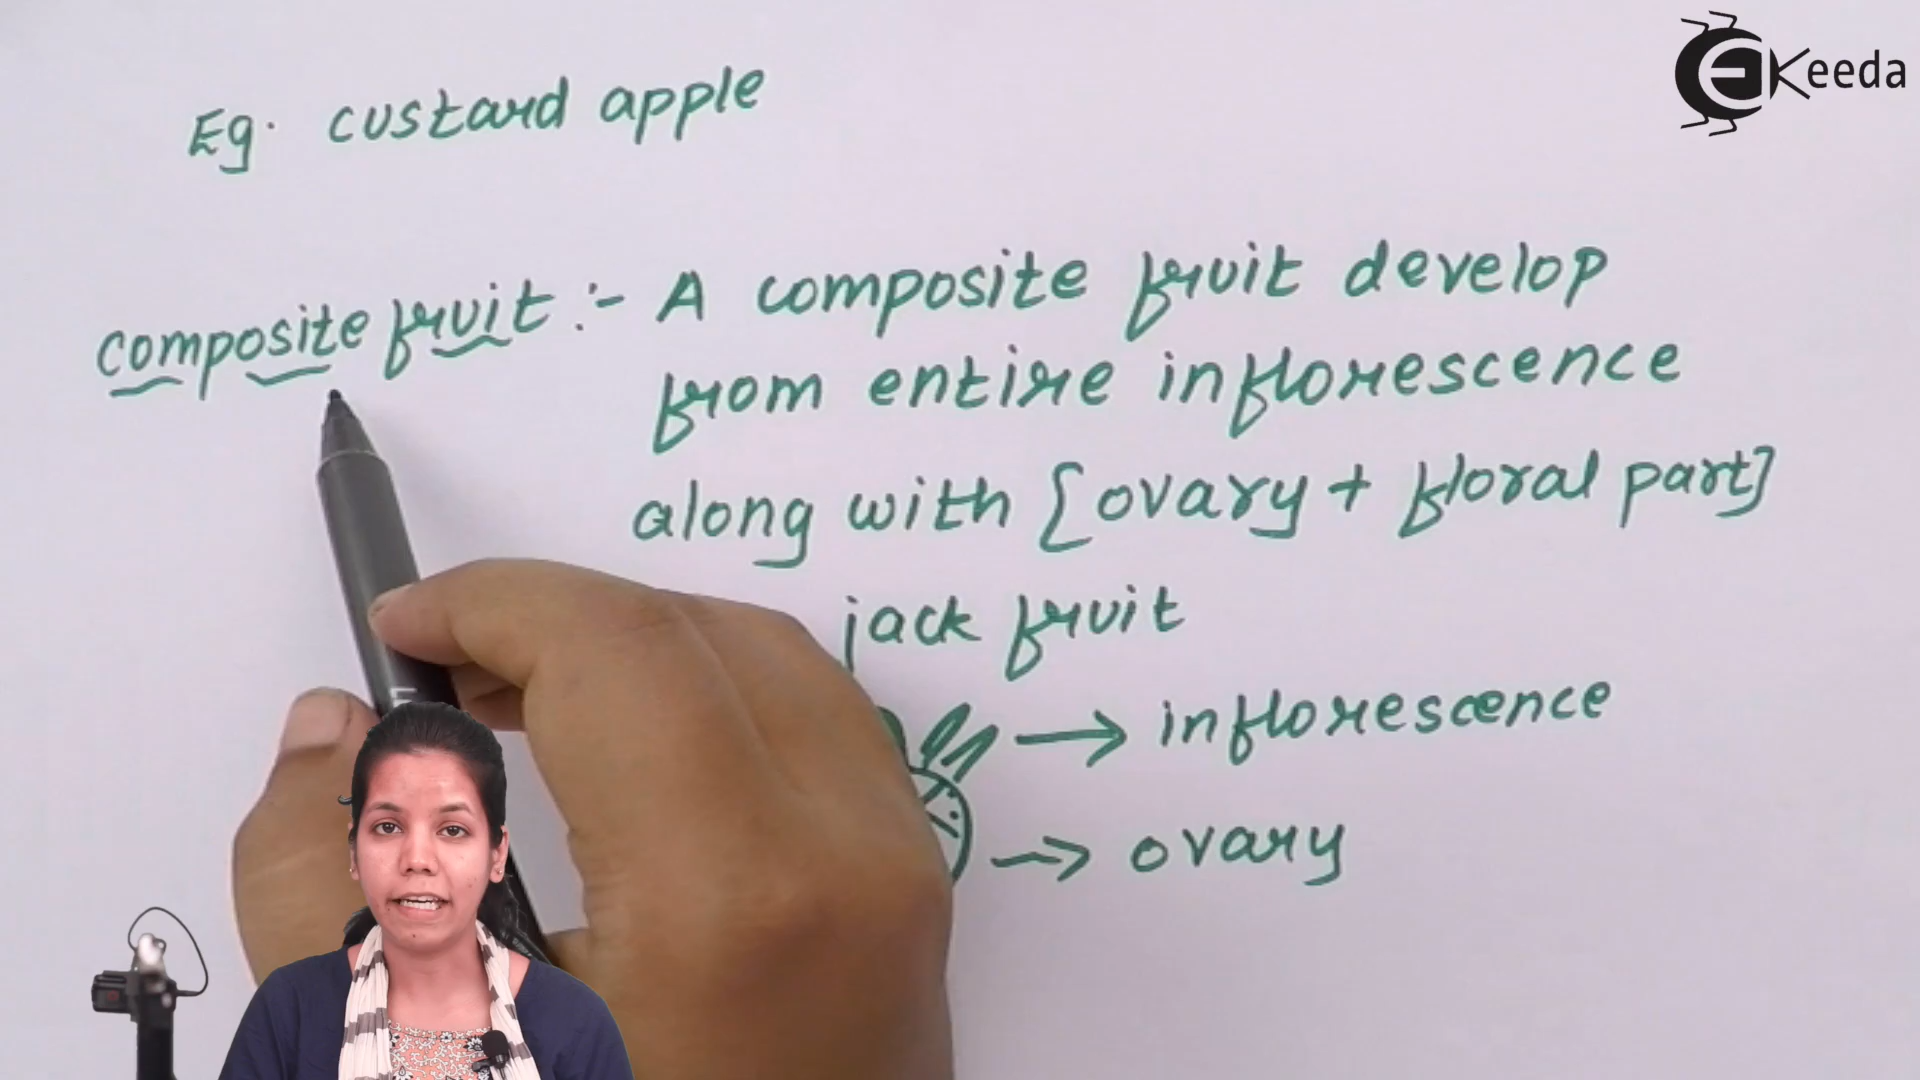 Keeda
Eg. custard apple
composite fruit :- A composite fruit develop
from entire inflorescence
along with [ovary + floral part]
jack fruit
→ inflorescence
→ ovary